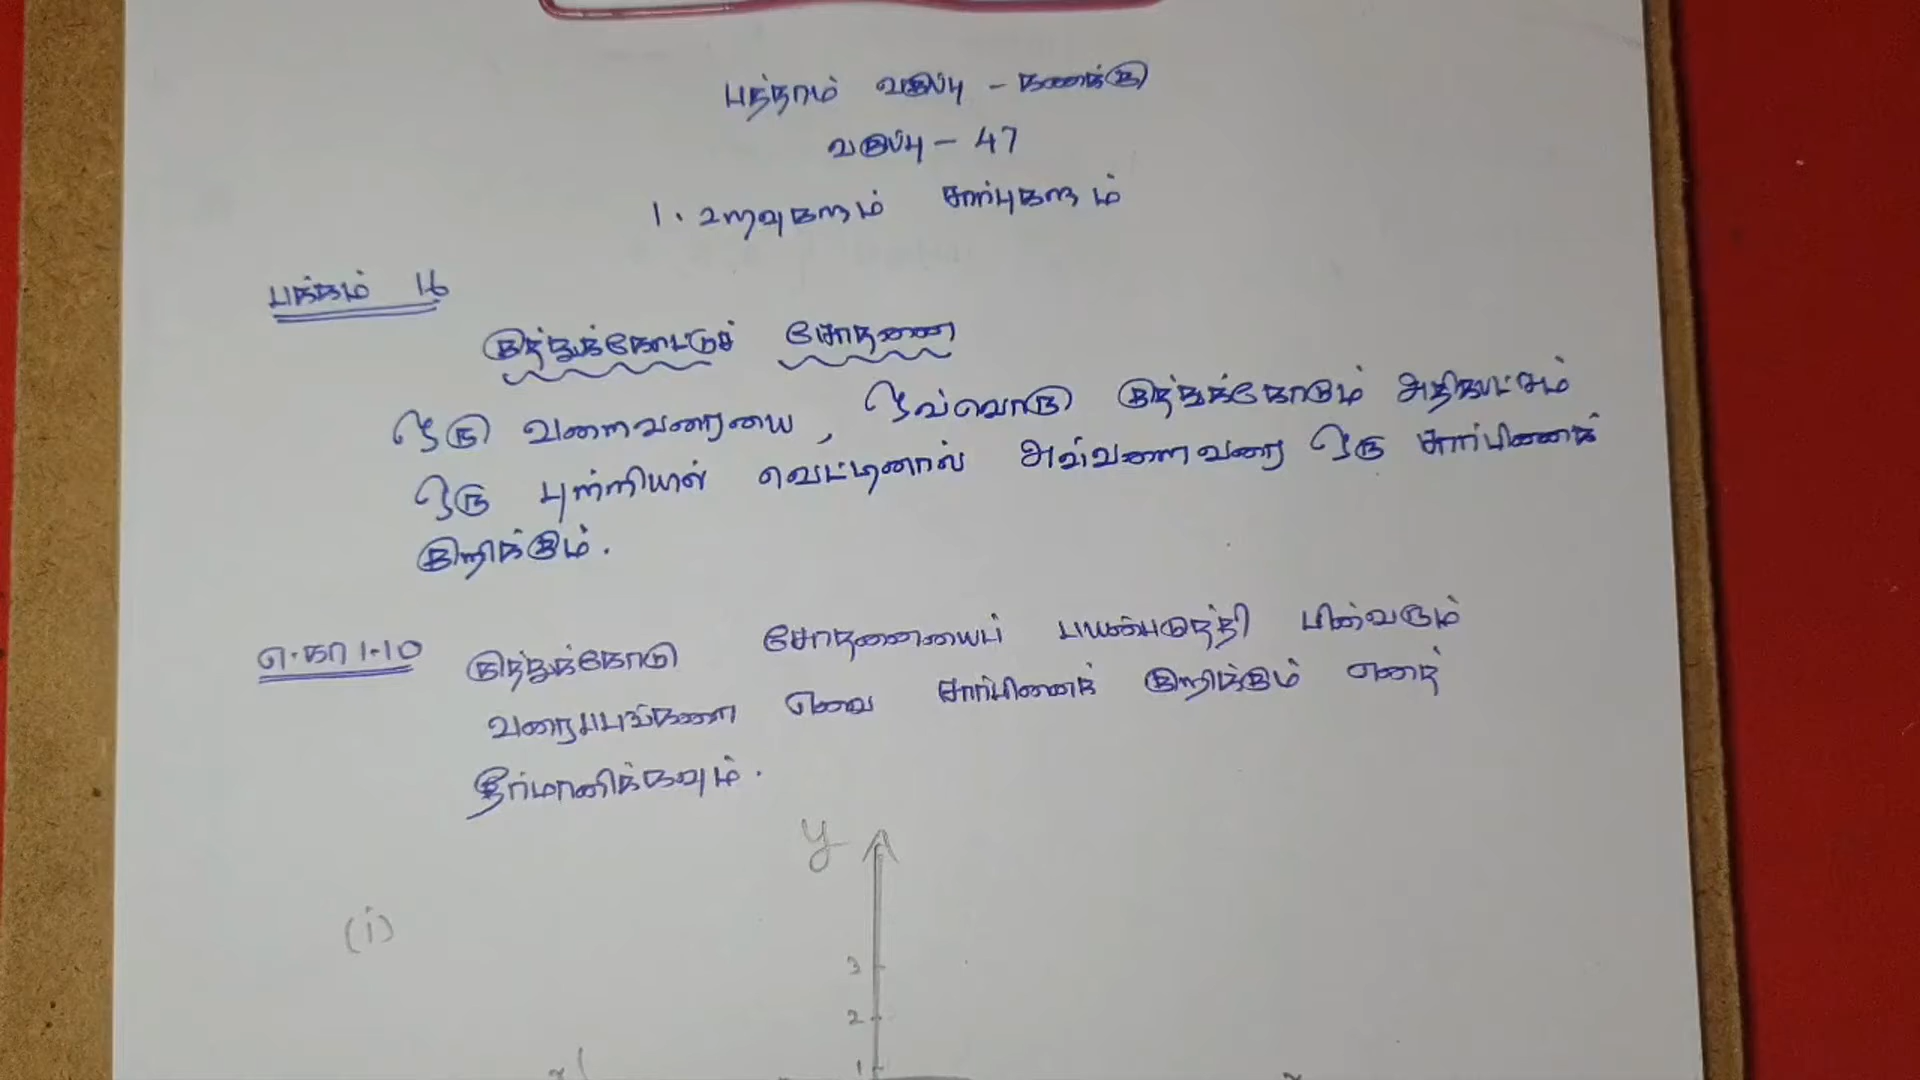 பத்தாம் வகுப்பு - கணக்கு
வகுப்பு - 47
1. உறவுகளும் சார்புகளும்
பக்கம் 16
குத்துக்கோட்டுச் சோதனை
ஒரு வளைவரையை, ஒவ்வொரு குத்துக்கோடும் அதிகபட்சம்
ஒரு புள்ளியில் வெட்டினால் அவ்வளைவரை ஒரு சார்பினைக்
குறிக்கும்.
எ.கா 1.10 குத்துக்கோடு சோதனையைப் பயன்படுத்தி பின்வரும்
வரைபடங்களை எவை சார்பினைக் குறிக்கும் எனத்
தீர்மானிக்கவும்.
y
(i)
3
2
1